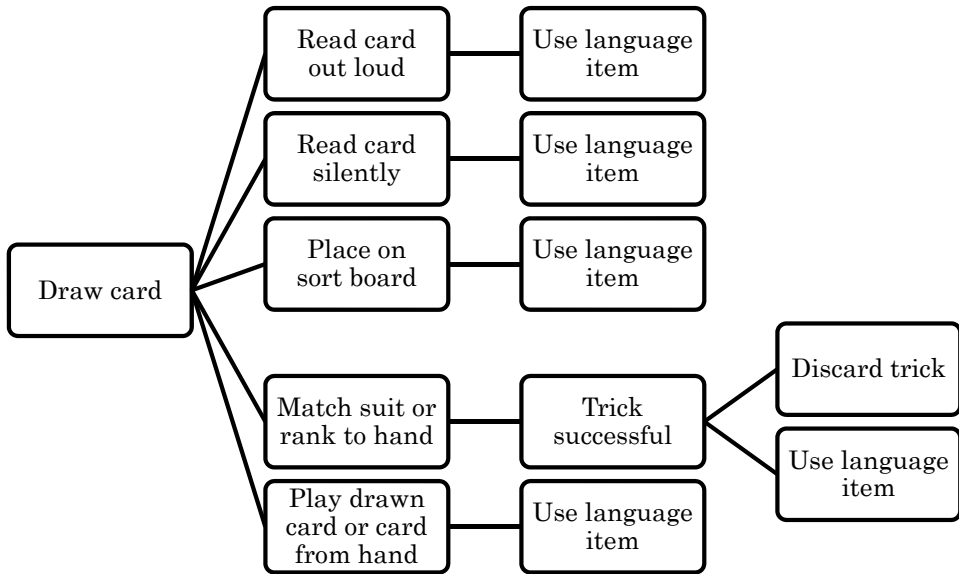 Read card
out loud
Use language
item
Read card
silently
Use language
item
Draw card
Place on
sort board
Use language
item
Match suit or
rank to hand
Trick
successful
Discard trick
Use language
item
Play drawn
card or card
from hand
Use language
item